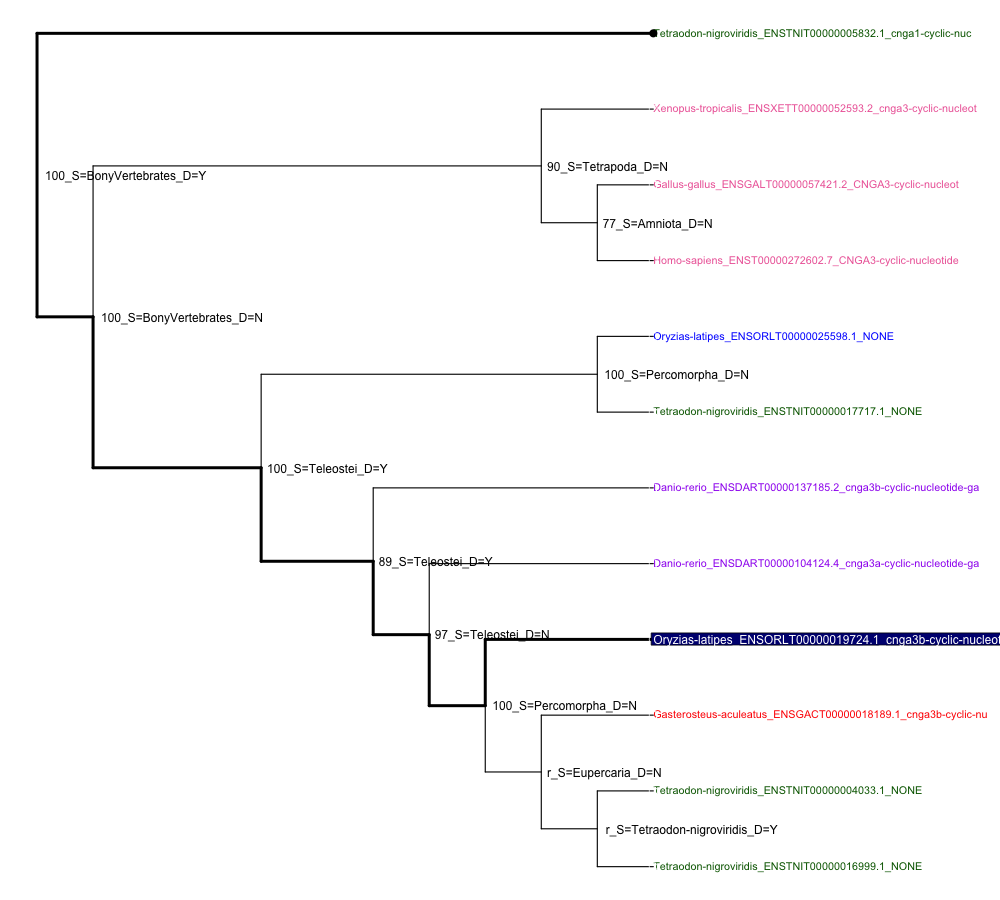 Tetraodon-nigroviridis_ENSTNIT00000005832.1_cnga1-cyclic-nuc
Xenopus-tropicalis_ENSXETT00000052593.2_cnga3-cyclic-nucleot
90_S=Tetrapoda_D=N
100_S=BonyVertebrates_D=Y
Gallus-gallus_ENSGALT00000057421.2_CNGA3-cyclic-nucleot
77_S=Amniota_D=N
Homo-sapiens_ENST00000272602.7_CNGA3-cyclic-nucleotide
100_S=BonyVertebrates_D=N
Oryzias-latipes_ENSORLT00000025598.1_NONE
100_S=Percomorpha_D=N
Tetraodon-nigroviridis_ENSTNIT00000017717.1_NONE
100_S=Teleostei_D=Y
Danio-rerio_ENSDART00000137185.2_cnga3b-cyclic-nucleotide-ga
89_S=Teleostei_D=Y
Danio-rerio_ENSDART00000104124.4_cnga3a-cyclic-nucleotide-ga
97_S=Teleostei_D=N
Oryzias-latipes_ENSORLT00000019724.1_cnga3b-cyclic-nucleot
100_S=Percomorpha_D=N
Gasterosteus-aculeatus_ENSGACT00000018189.1_cnga3b-cyclic-nu
r_S=Eupercaria_D=N
Tetraodon-nigroviridis_ENSTNIT00000004033.1_NONE
r_S=Tetraodon-nigroviridis_D=Y
Tetraodon-nigroviridis_ENSTNIT00000016999.1_NONE